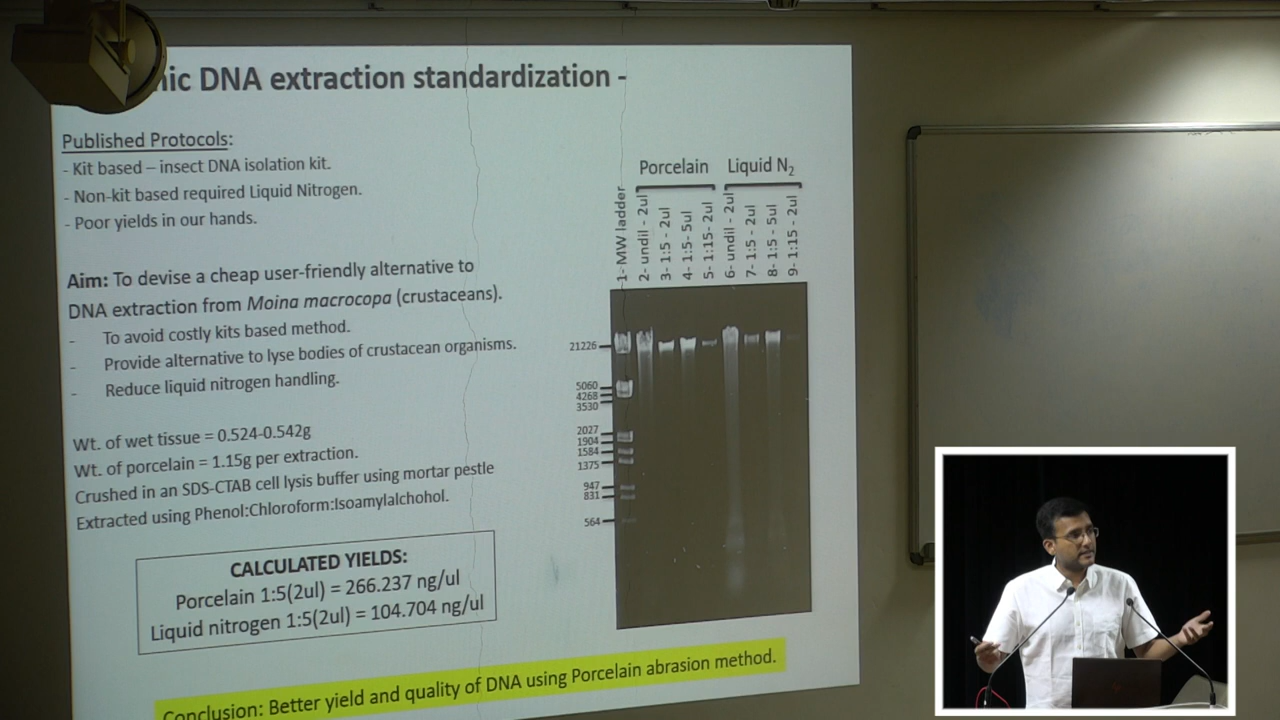 DNA extraction standardization -
Published Protocols:
- Kit based – insect DNA isolation kit.
- Non-kit based required Liquid Nitrogen.
- Poor yields in our hands.
Aim: To devise a cheap user-friendly alternative to
DNA extraction from Moina macrocopa (crustaceans).
- To avoid costly kits based method.
- Provide alternative to lyse bodies of crustacean organisms.
- Reduce liquid nitrogen handling.
Wt. of wet tissue = 0.524-0.542g
Wt. of porcelain = 1.15g per extraction.
Crushed in an SDS-CTAB cell lysis buffer using mortar pestle
Extracted using Phenol:Chloroform:Isoamylalchohol.
CALCULATED YIELDS:
Porcelain 1:5(2ul) = 266.237 ng/ul
Liquid nitrogen 1:5(2ul) = 104.704 ng/ul
Conclusion: Better yield and quality of DNA using Porcelain abrasion method.
Porcelain
Liquid N2
1- MW ladder
2- undil - 2ul
3- 1:5 - 2ul
4- 1:5- 5ul
5- 1:15- 2ul
6- undil - 2ul
7- 1:5 - 2ul
8- 1:5 - 5ul
9- 1:15 - 2ul
21226
5060
4268
3530
2027
1904
1584
1375
947
831
564